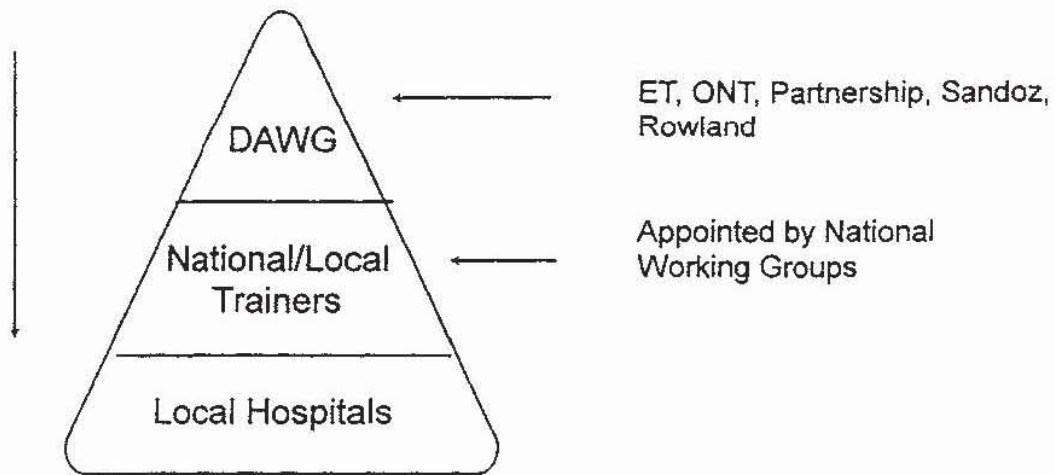 ET, ONT, Partnership, Sandoz,
Rowland
DAWG
Appointed by National
Working Groups
National/Local
Trainers
Local Hospitals